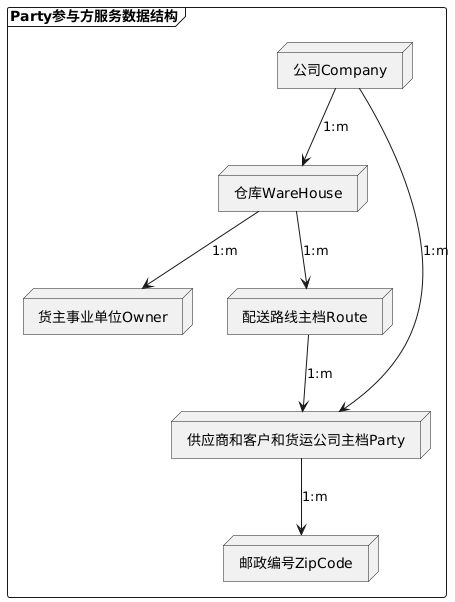 Party参与方服务数据结构
公司Company
1:m
仓库WareHouse
1:m
1:m
1:m
货主事业单位Owner
配送路线主档Route
1:m
供应商和客户和货运公司主档Party
1:m
邮政编号ZipCode